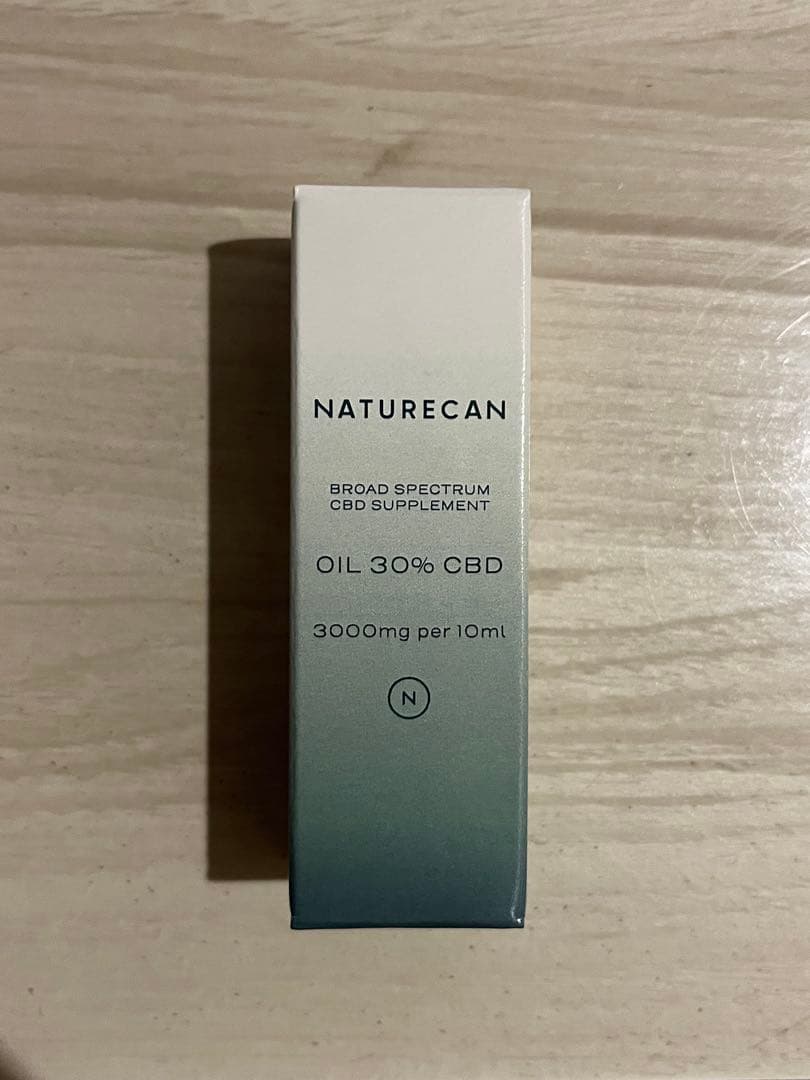 NATURECAN
BROAD SPECTRUM
CBD SUPPLEMENT
OIL 30% CBD
3000mg per 10ml
N